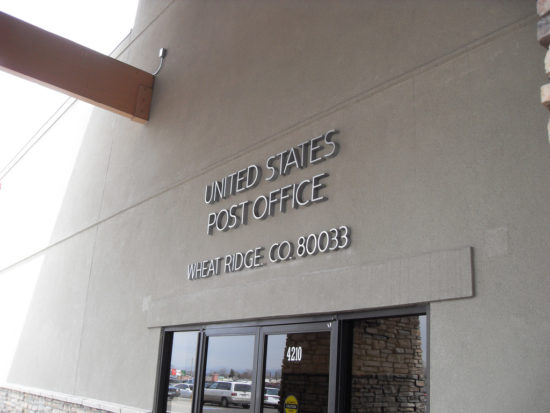 UNITED STATES
POST OFFICE
WHEAT RIDGE. CO. 80033
4210